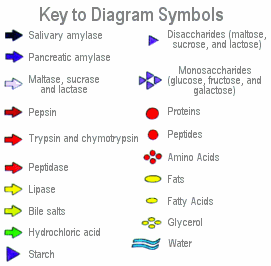 Key to Diagram Symbols
Salivary amylase
Pancreatic amylase
Maltase, sucrase
and lactase
Pepsin
Trypsin and chymotrypsin
Peptidase
Lipase
Bile salts
Hydrochloric acid
Starch
Disaccharides (maltose,
sucrose, and lactose)
Monosaccharides
(glucose, fructose, and
galactose)
Proteins
Peptides
Amino Acids
Fats
Fatty Acids
Glycerol
Water